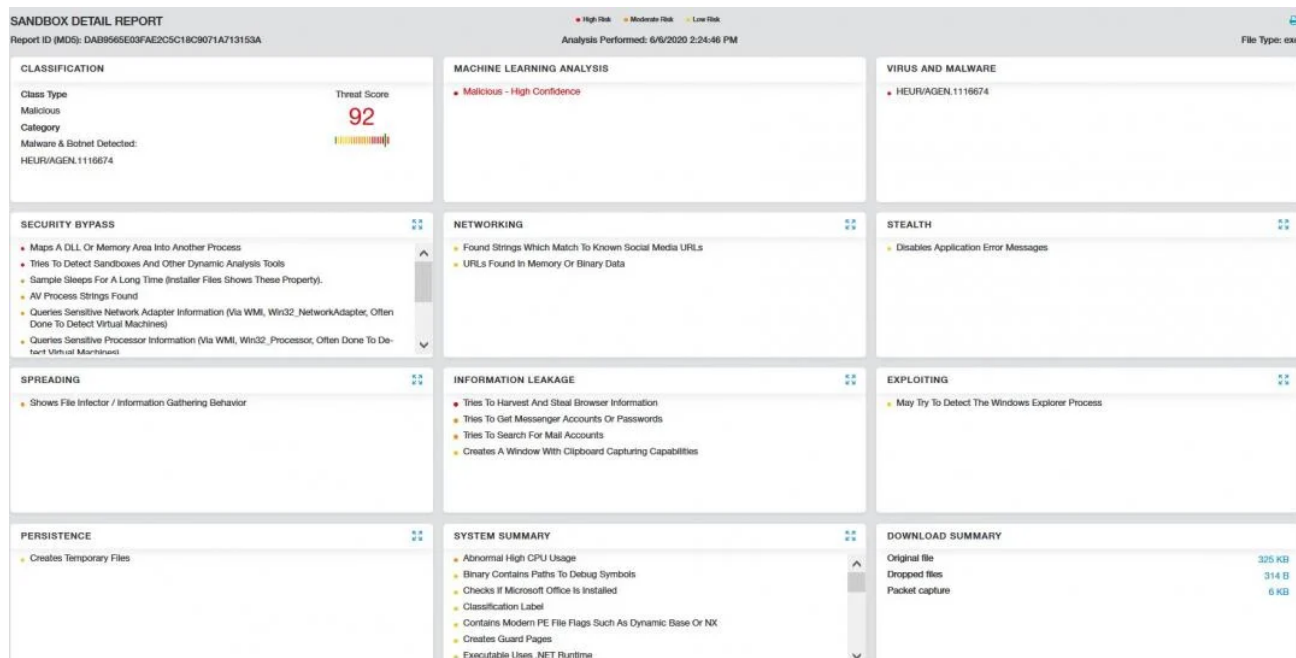 SANDBOX DETAIL REPORT
High Risk Moderate Risk Low Risk
Report ID (MD5): DAB9565E03FAE2C5C18C9071A713153A
Analysis Performed: 6/6/2020 2:24:46 PM
File Type: exe
CLASSIFICATION
Class Type
Threat Score
Malicious
92
Category
Malware & Botnet Detected:
HEUR/AGEN.1116674
MACHINE LEARNING ANALYSIS
Malicious - High Confidence
VIRUS AND MALWARE
HEUR/AGEN.1116674
SECURITY BYPASS
Maps A DLL Or Memory Area Into Another Process
Tries To Detect Sandboxes And Other Dynamic Analysis Tools
Sample Sleeps For A Long Time (Installer Files Shows These Property).
AV Process Strings Found
Queries Sensitive Network Adapter Information (Via WMI, Win32_NetworkAdapter, Often
Done To Detect Virtual Machines)
Queries Sensitive Processor Information (Via WMI, Win32_Processor, Often Done To De-
tect Virtual Machines)
NETWORKING
Found Strings Which Match To Known Social Media URLs
URLs Found In Memory Or Binary Data
STEALTH
Disables Application Error Messages
SPREADING
Shows File Infector / Information Gathering Behavior
INFORMATION LEAKAGE
Tries To Harvest And Steal Browser Information
Tries To Get Messenger Accounts Or Passwords
Tries To Search For Mail Accounts
Creates A Window With Clipboard Capturing Capabilities
EXPLOITING
May Try To Detect The Windows Explorer Process
PERSISTENCE
Creates Temporary Files
SYSTEM SUMMARY
Abnormal High CPU Usage
Binary Contains Paths To Debug Symbols
Checks If Microsoft Office Is Installed
Classification Label
Contains Modern PE File Flags Such As Dynamic Base Or NX
Creates Guard Pages
Executable Uses .NET Runtime
DOWNLOAD SUMMARY
Original file 325 KB
Dropped files 314 B
Packet capture 6 KB